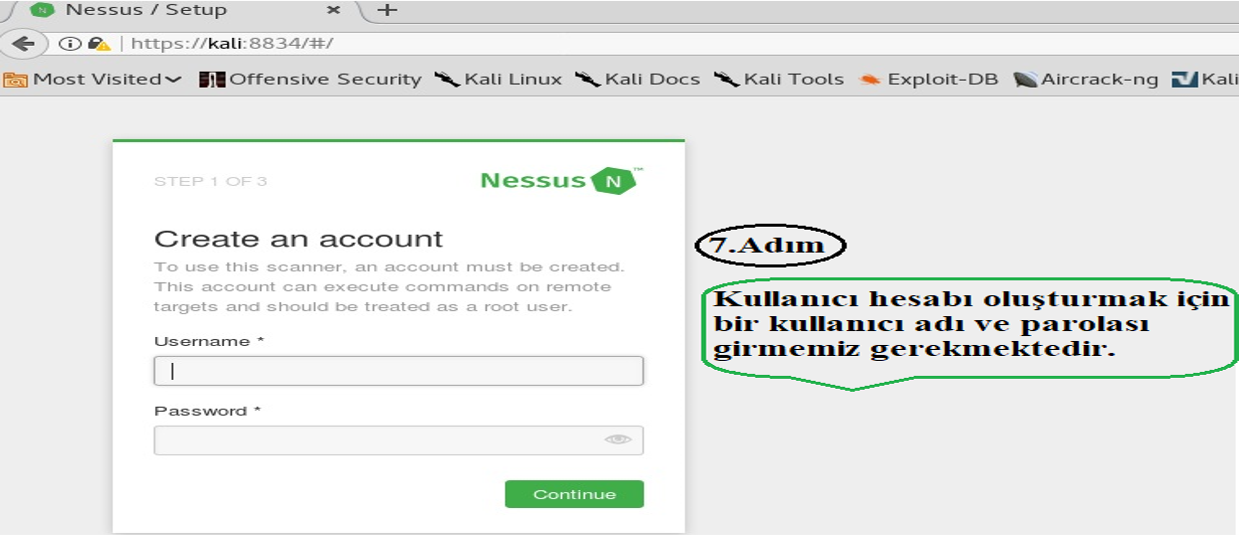 Nessus / Setup × +
https://kali:8834/#/
Most Visited Offensive Security Kali Linux Kali Docs Kali Tools Exploit-DB Aircrack-ng Kali
STEP 1 OF 3
Nessus N ™
Create an account
To use this scanner, an account must be created.
This account can execute commands on remote
targets and should be treated as a root user.
Username *
Password *
Continue
7.Adım
Kullanıcı hesabı oluşturmak için
bir kullanıcı adı ve parolası
girmemiz gerekmektedir.